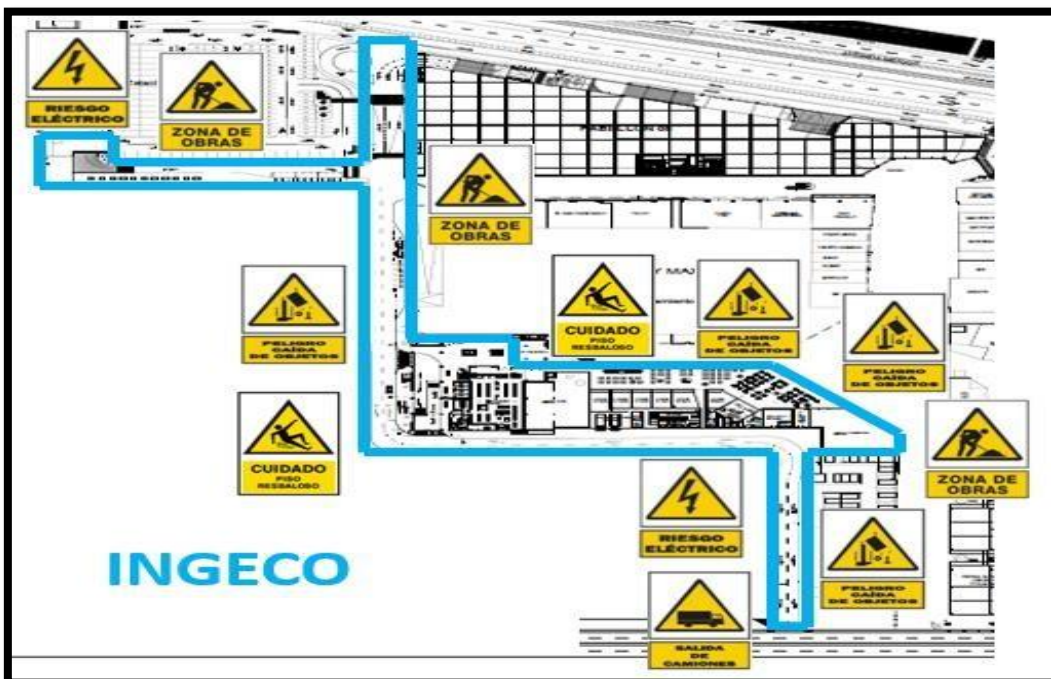 RIESGO
ELÉCTRICO
ZONA DE
OBRAS
PABELLON
ZONA DE
OBRAS
Y MA
CUIDADO
PISO
RESBALOSO
PELIGRO
CAÍDA
DE OBJETOS
PELIGRO
CAÍDA
DE OBJETOS
PELIGRO
CAÍDA
DE OBJETOS
CUIDADO
PISO
RESBALOSO
ZONA DE
OBRAS
RIESGO
ELÉCTRICO
PELIGRO
CAÍDA
DE OBJETOS
INGECO
SALIDA
DE
CAMIONES